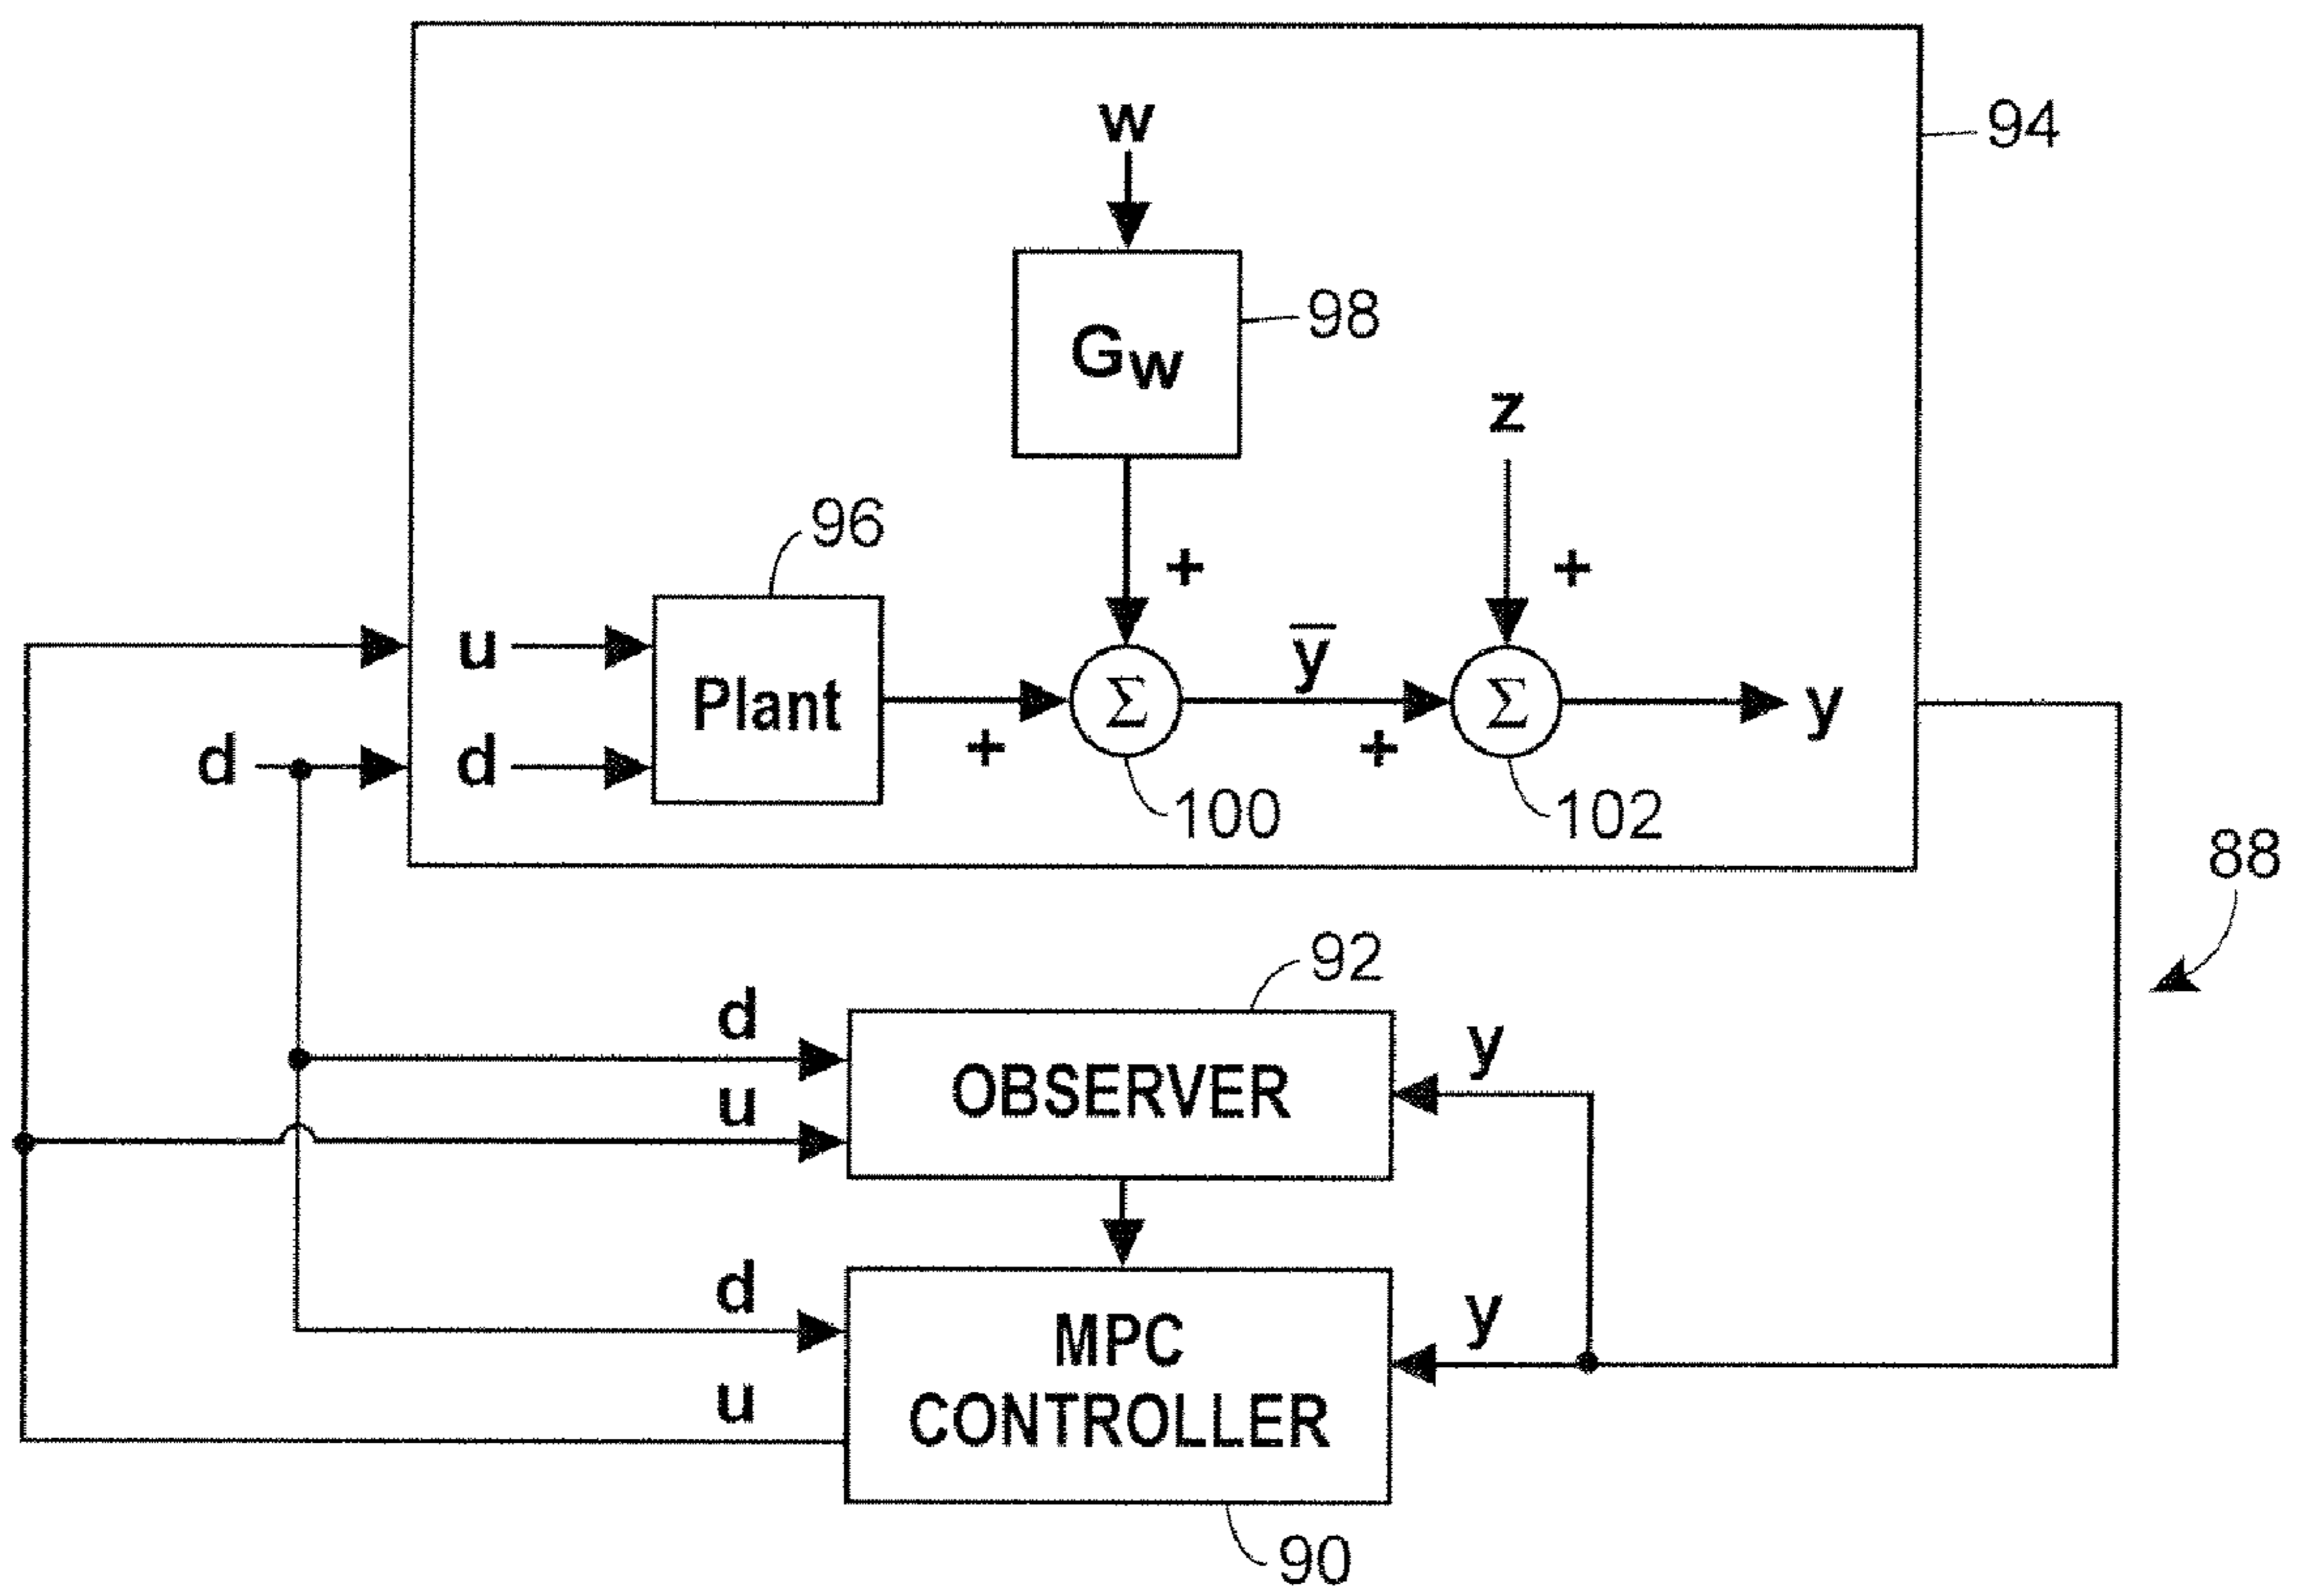 w
94
98
Gw
z
96
+
+
u
Plant
Σ
ȳ
Σ
y
d
d
+
+
100
102
88
92
d
OBSERVER
y
u
d
MPC
CONTROLLER
y
u
90